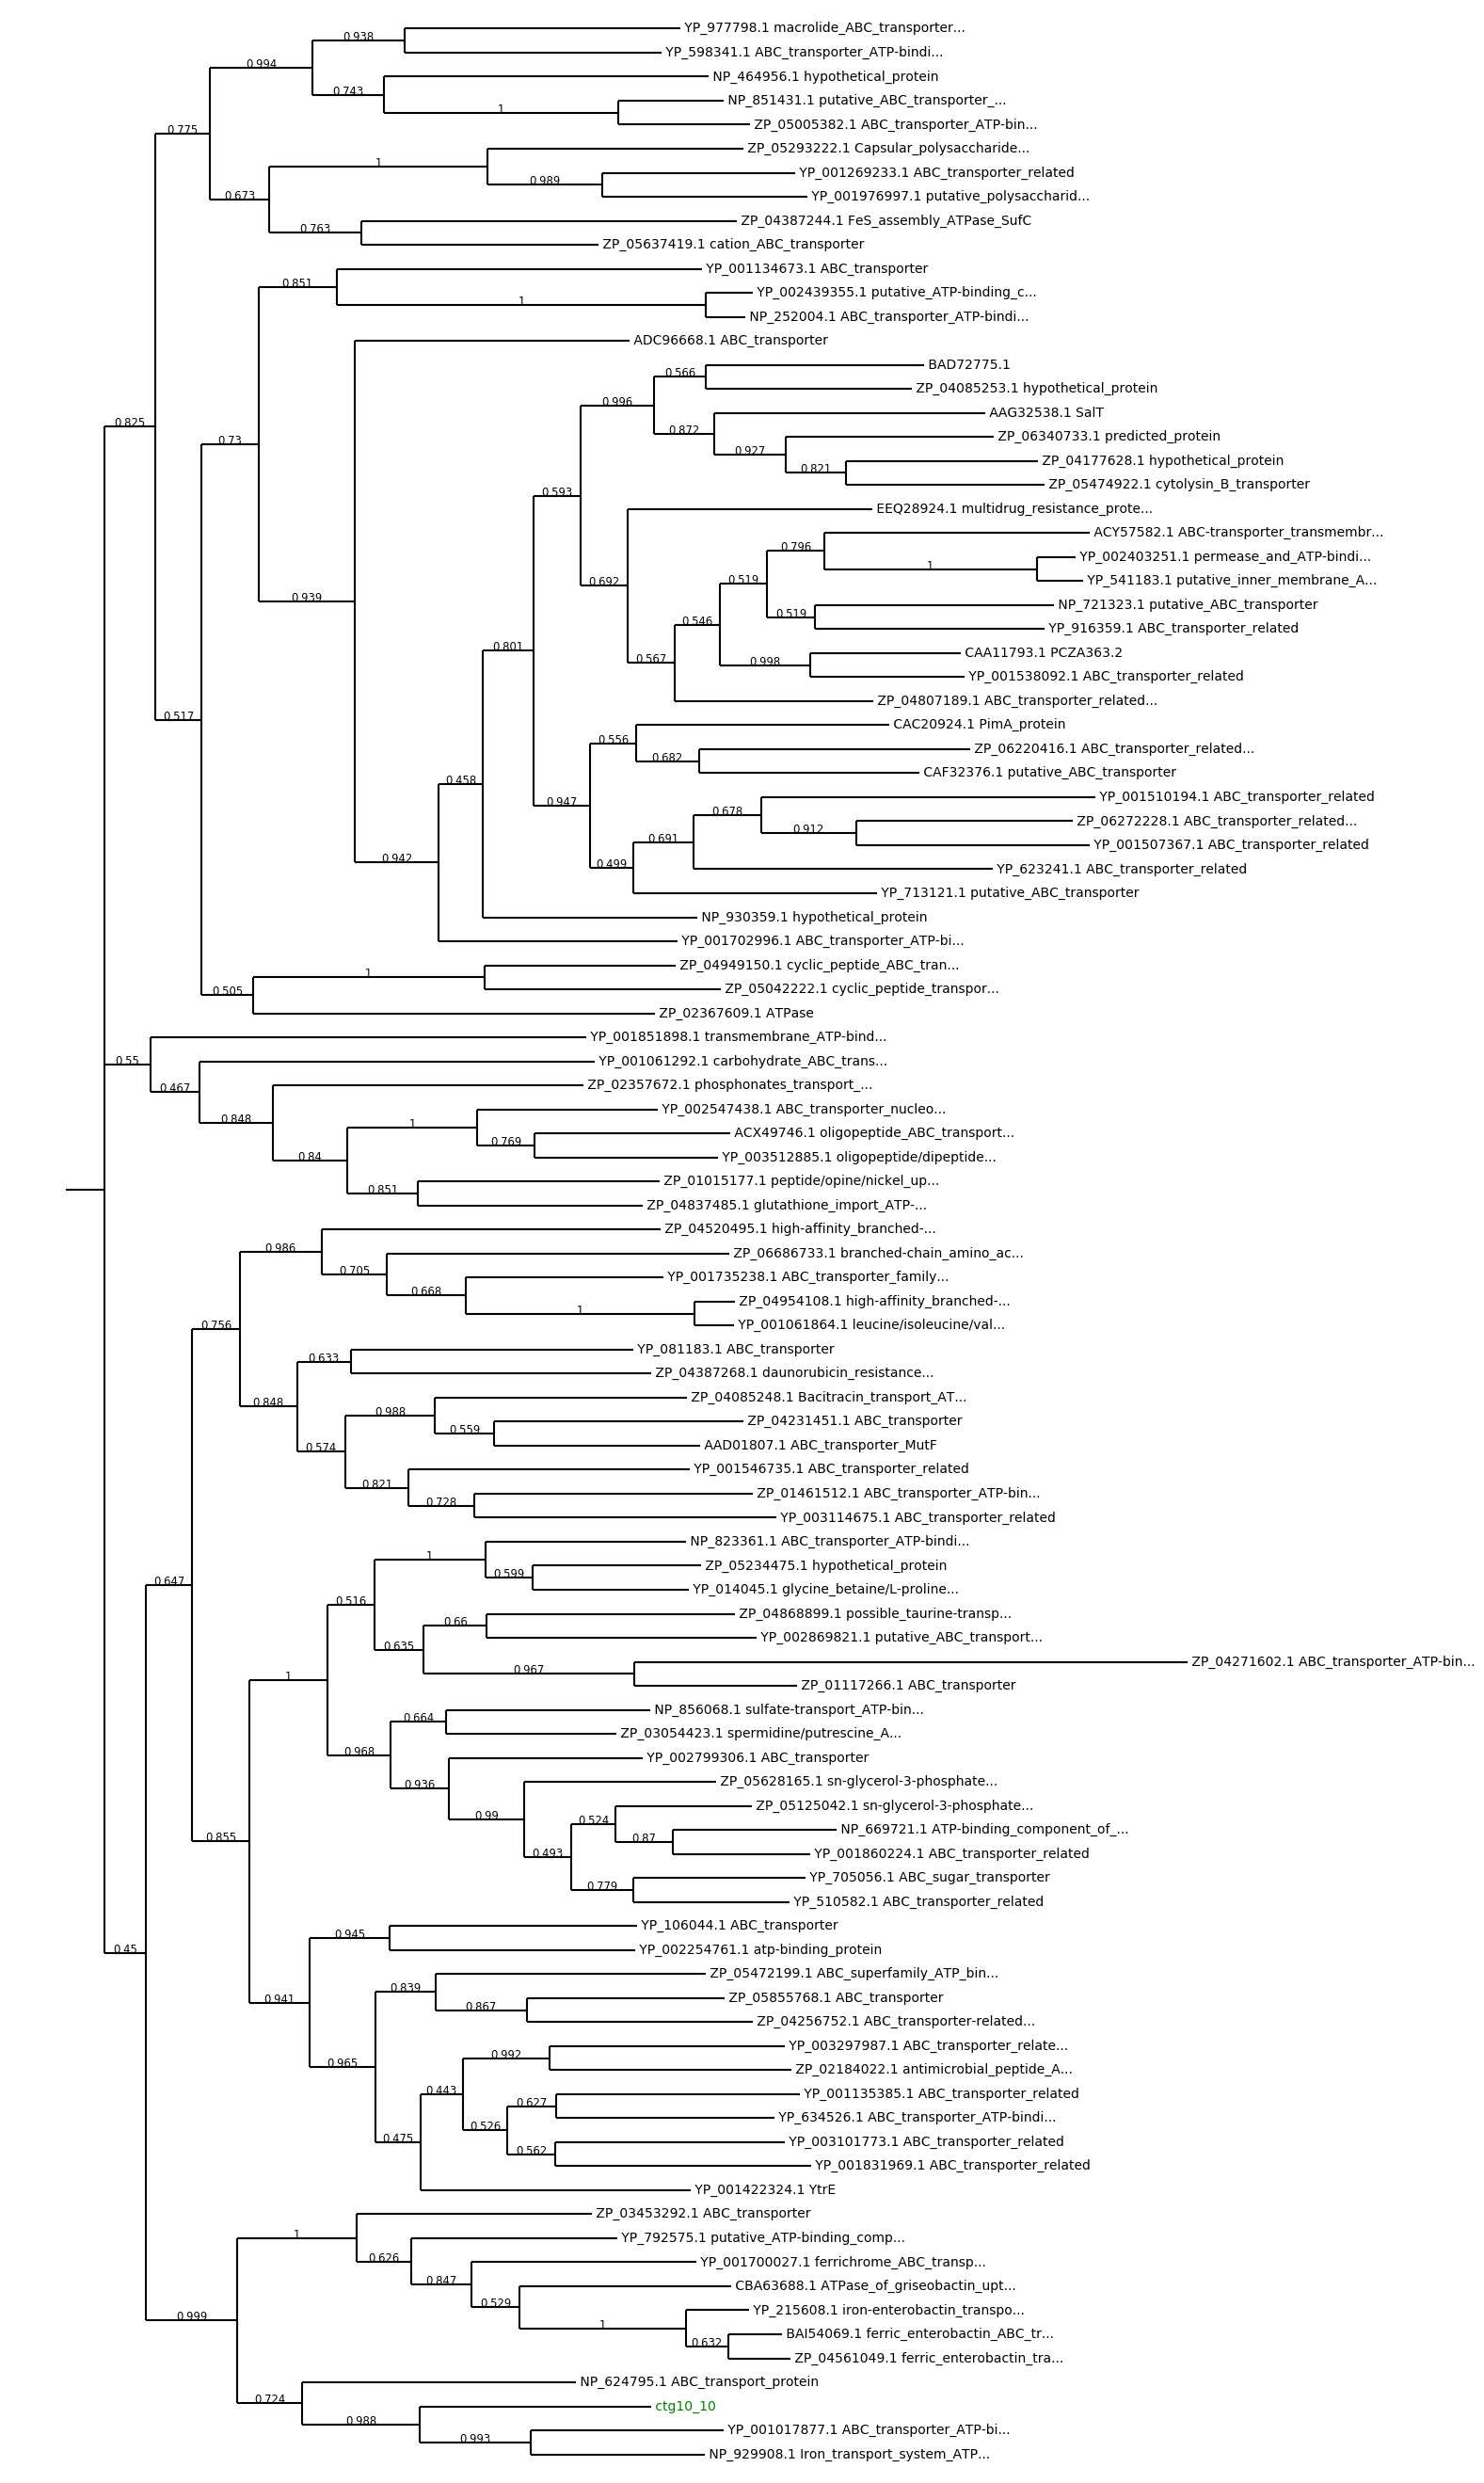 YP_977798.1 macrolide_ABC_transporter...
0.938
YP_598341.1 ABC_transporter_ATP-bindi...
0.994
NP_464956.1 hypothetical_protein
0.743
NP_851431.1 putative_ABC_transporter_...
1
ZP_05005382.1 ABC_transporter_ATP-bin...
0.775
ZP_05293222.1 Capsular_polysaccharide...
1
YP_001269233.1 ABC_transporter_related
0.989
YP_001976997.1 putative_polysaccharid...
0.673
ZP_04387244.1 FeS_assembly_ATPase_SufC
0.763
ZP_05637419.1 cation_ABC_transporter
YP_001134673.1 ABC_transporter
0.851
YP_002439355.1 putative_ATP-binding_c...
1
NP_252004.1 ABC_transporter_ATP-bindi...
ADC96668.1 ABC_transporter
BAD72775.1
0.566
ZP_04085253.1 hypothetical_protein
0.996
AAG32538.1 SalT
0.825
0.872
ZP_06340733.1 predicted_protein
0.73
0.927
ZP_04177628.1 hypothetical_protein
0.821
ZP_05474922.1 cytolysin_B_transporter
0.593
EEQ28924.1 multidrug_resistance_prote...
ACY57582.1 ABC-transporter_transmembr...
0.796
YP_002403251.1 permease_and_ATP-bindi...
1
YP_541183.1 putative_inner_membrane_A...
0.519
0.692
0.939
NP_721323.1 putative_ABC_transporter
0.519
YP_916359.1 ABC_transporter_related
0.546
0.801
CAA11793.1 PCZA363.2
0.567
0.998
YP_001538092.1 ABC_transporter_related
ZP_04807189.1 ABC_transporter_related...
0.517
CAC20924.1 PimA_protein
0.556
ZP_06220416.1 ABC_transporter_related...
0.682
CAF32376.1 putative_ABC_transporter
0.458
YP_001510194.1 ABC_transporter_related
0.947
0.678
ZP_06272228.1 ABC_transporter_related...
0.912
YP_001507367.1 ABC_transporter_related
0.691
0.942
0.499
YP_623241.1 ABC_transporter_related
YP_713121.1 putative_ABC_transporter
NP_930359.1 hypothetical_protein
YP_001702996.1 ABC_transporter_ATP-bi...
ZP_04949150.1 cyclic_peptide_ABC_tran...
1
ZP_05042222.1 cyclic_peptide_transpor...
0.505
ZP_02367609.1 ATPase
YP_001851898.1 transmembrane_ATP-bind...
0.55
YP_001061292.1 carbohydrate_ABC_trans...
0.467
ZP_02357672.1 phosphonates_transport_...
0.848
YP_002547438.1 ABC_transporter_nucleo...
1
ACX49746.1 oligopeptide_ABC_transport...
0.769
YP_003512885.1 oligopeptide/dipeptide...
0.84
ZP_01015177.1 peptide/opine/nickel_up...
0.851
ZP_04837485.1 glutathione_import_ATP-...
ZP_04520495.1 high-affinity_branched-...
0.986
ZP_06686733.1 branched-chain_amino_ac...
0.705
YP_001735238.1 ABC_transporter_family...
0.668
ZP_04954108.1 high-affinity_branched-...
1
YP_001061864.1 leucine/isoleucine/val...
0.756
YP_081183.1 ABC_transporter
0.633
ZP_04387268.1 daunorubicin_resistance...
0.848
ZP_04085248.1 Bacitracin_transport_AT...
0.988
ZP_04231451.1 ABC_transporter
0.559
AAD01807.1 ABC_transporter_MutF
0.574
YP_001546735.1 ABC_transporter_related
0.821
ZP_01461512.1 ABC_transporter_ATP-bin...
0.728
YP_003114675.1 ABC_transporter_related
NP_823361.1 ABC_transporter_ATP-bindi...
1
ZP_05234475.1 hypothetical_protein
0.599
0.647
YP_014045.1 glycine_betaine/L-proline...
0.516
ZP_04868899.1 possible_taurine-transp...
0.66
YP_002869821.1 putative_ABC_transport...
0.635
ZP_04271602.1 ABC_transporter_ATP-bin...
0.967
1
ZP_01117266.1 ABC_transporter
NP_856068.1 sulfate-transport_ATP-bin...
0.664
ZP_03054423.1 spermidine/putrescine_A...
0.968
YP_002799306.1 ABC_transporter
0.936
ZP_05628165.1 sn-glycerol-3-phosphate...
0.99
ZP_05125042.1 sn-glycerol-3-phosphate...
0.524
NP_669721.1 ATP-binding_component_of_...
0.855
0.87
YP_001860224.1 ABC_transporter_related
0.493
YP_705056.1 ABC_sugar_transporter
0.779
YP_510582.1 ABC_transporter_related
YP_106044.1 ABC_transporter
0.945
YP_002254761.1 atp-binding_protein
0.45
ZP_05472199.1 ABC_superfamily_ATP_bin...
0.839
ZP_05855768.1 ABC_transporter
0.941
0.867
ZP_04256752.1 ABC_transporter-related...
YP_003297987.1 ABC_transporter_relate...
0.992
0.965
ZP_02184022.1 antimicrobial_peptide_A...
0.443
YP_001135385.1 ABC_transporter_related
0.627
YP_634526.1 ABC_transporter_ATP-bindi...
0.526
0.475
YP_003101773.1 ABC_transporter_related
0.562
YP_001831969.1 ABC_transporter_related
YP_001422324.1 YtrE
ZP_03453292.1 ABC_transporter
1
YP_792575.1 putative_ATP-binding_comp...
0.626
YP_001700027.1 ferrichrome_ABC_transp...
0.847
CBA63688.1 ATPase_of_griseobactin_upt...
0.529
YP_215608.1 iron-enterobactin_transpo...
0.999
1
BAI54069.1 ferric_enterobactin_ABC_tr...
0.632
ZP_04561049.1 ferric_enterobactin_tra...
NP_624795.1 ABC_transport_protein
0.724
ctg10_10
0.988
YP_001017877.1 ABC_transporter_ATP-bi...
0.993
NP_929908.1 Iron_transport_system_ATP...